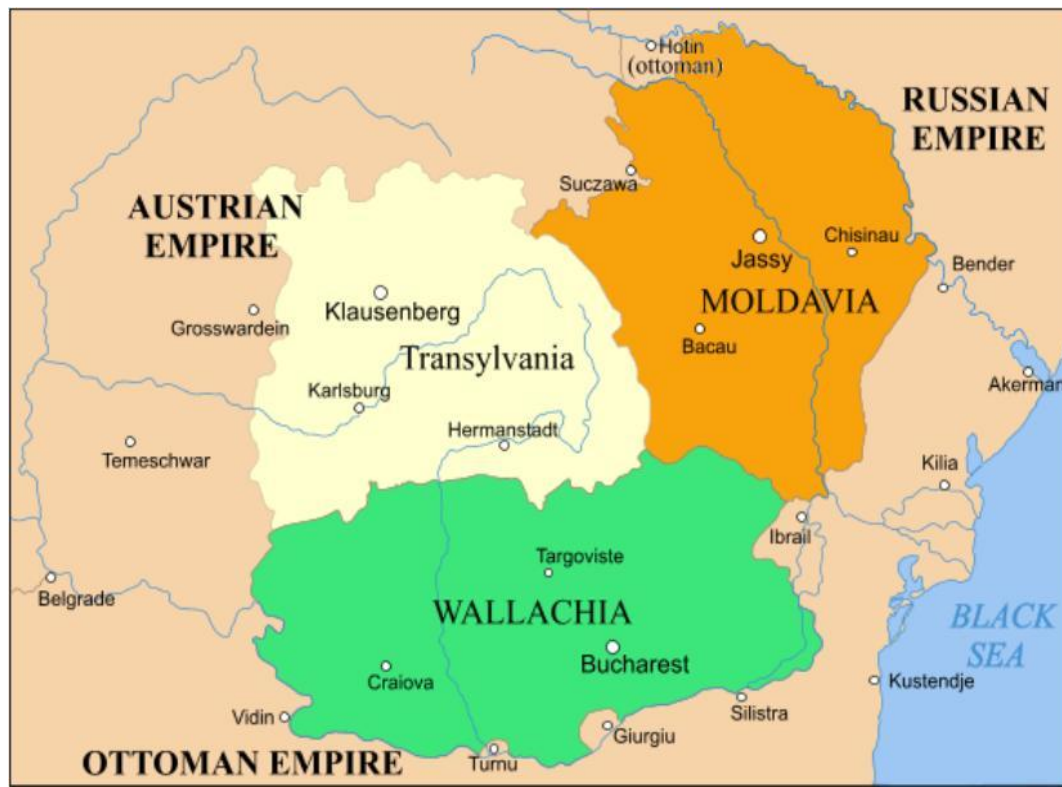 Hotin
(ottoman)
RUSSIAN
EMPIRE
Suczawa
AUSTRIAN
EMPIRE
Jassy
Chisinau
Bender
Klausenberg
MOLDAVIA
Grosswardein
Bacau
Transylvania
Akerman
Karlsburg
Hermanstadt
Temeschwar
Kilia
Ibrail
Targoviste
Belgrade
WALLACHIA
BLACK
SEA
Bucharest
Craiova
Kustendje
Silistra
Vidin
Giurgiu
OTTOMAN EMPIRE
Turnu